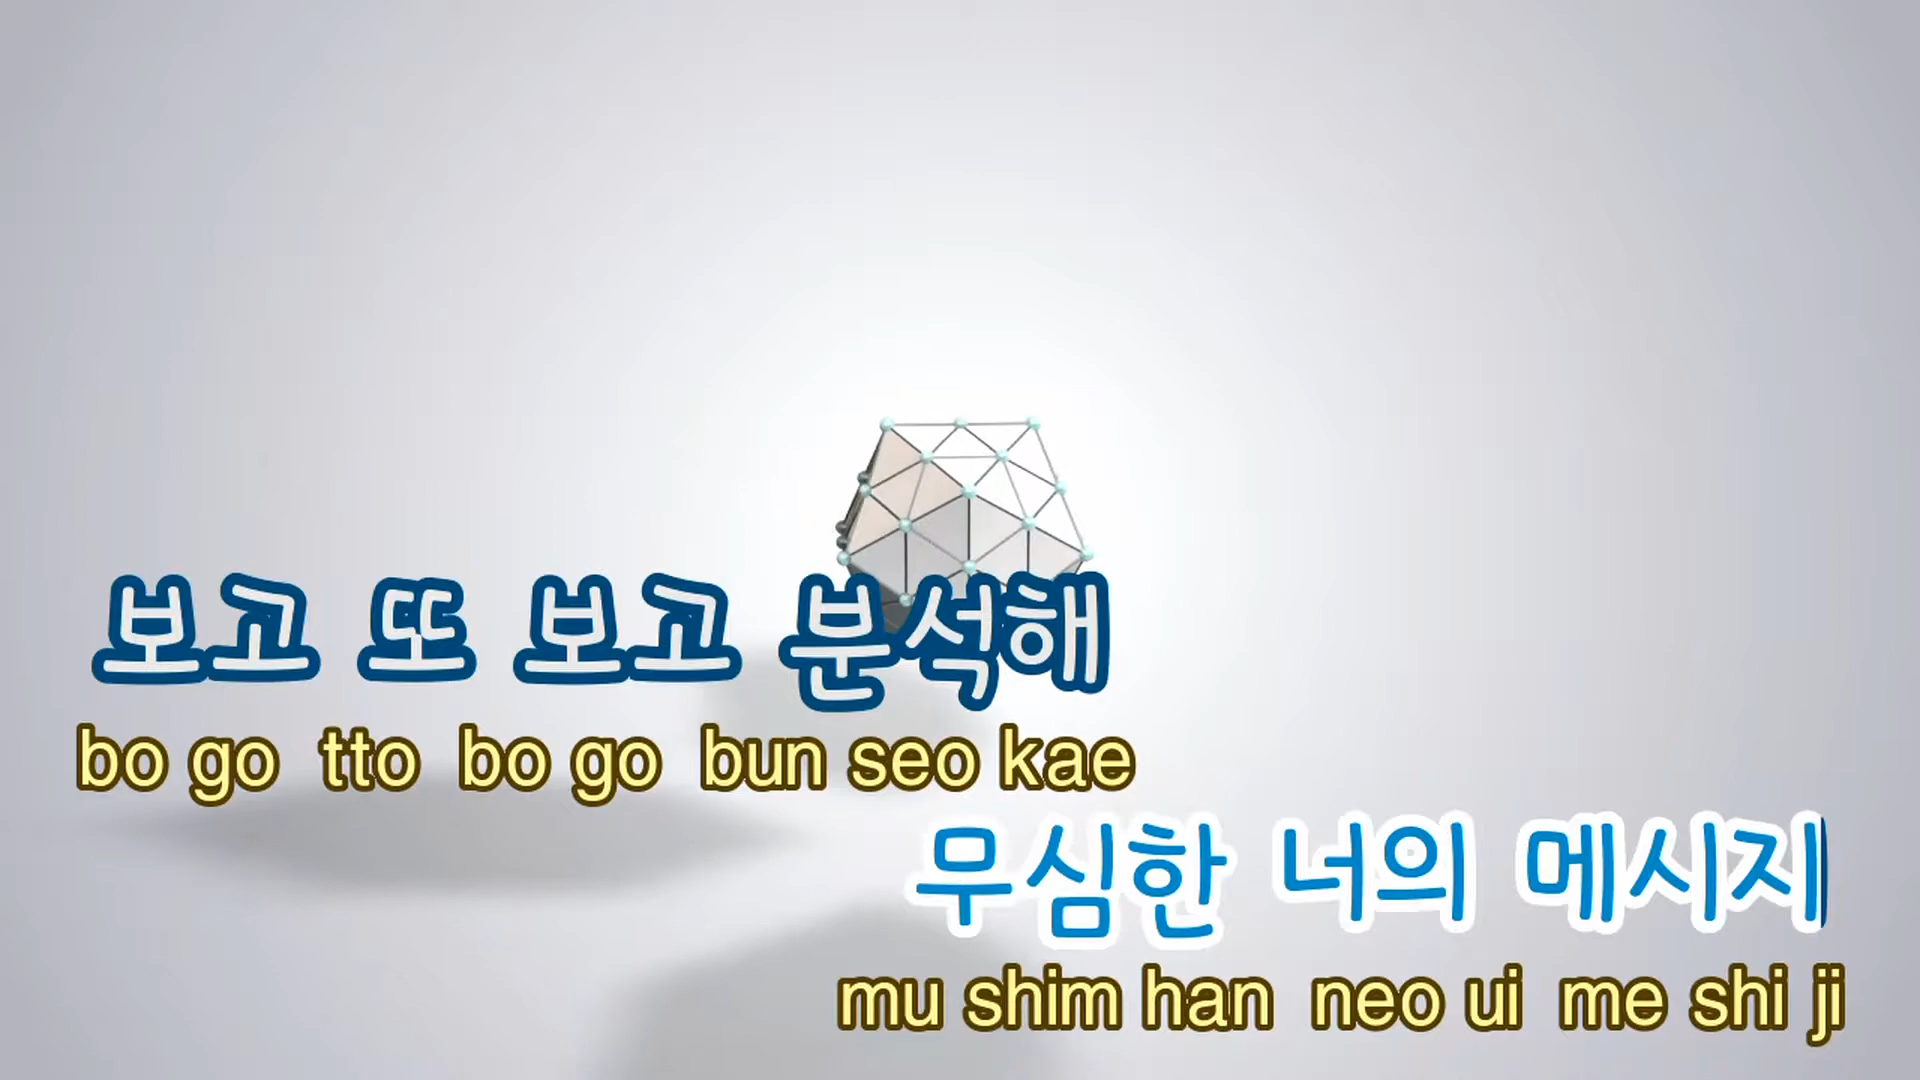 보고 또 보고 분석해
bo go tto bo go bun seo kae
무심한 너의 메시지
mu shim han neo ui me shi ji